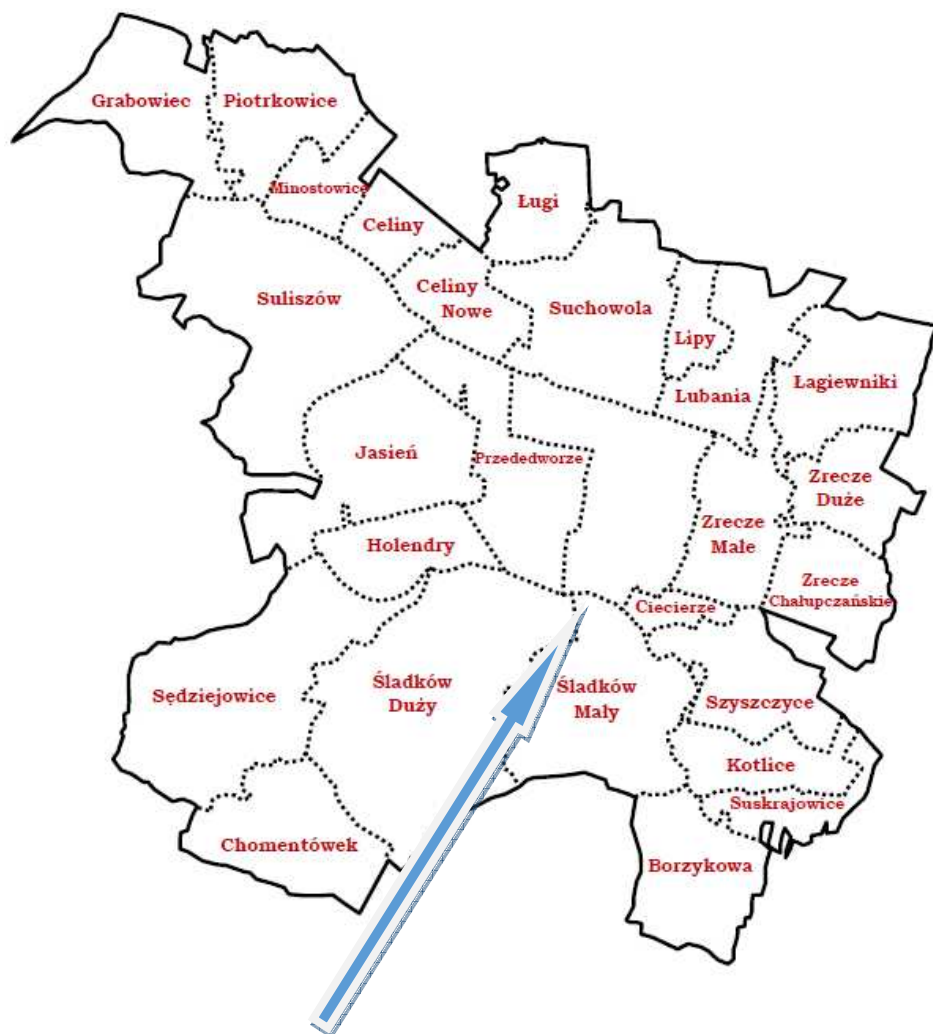 Grabowiec
Piotrkowice
Minostowice
Celiny
Ługi
Suliszów
Celiny
Nowe
Suchowola
Lipy
Lubania
Łagiewniki
Jasień
Przededworze
Zrecze
Duże
Zrecze
Małe
Holendry
Zrecze
Chałupczańskie
Ciecierze
Sędziejowice
Śladków
Duży
Śladków
Mały
Szyszczyce
Kotlice
Suskrajowice
Chomentówek
Borzykowa